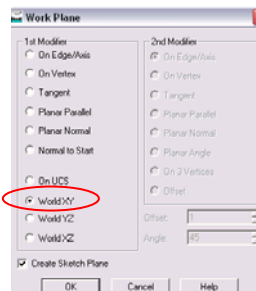 Work Plane
1st Modifier
On Edge/Axis
On Vertex
Tangent
Planar Parallel
Planar Normal
Normal to Start
On UCS
World XY
World YZ
World XZ
2nd Modifier
On Edge/Axis
On Vertex
Tangent
Planar Parallel
Planar Normal
Planar Angle
On 3 Vertices
Offset
Offset: 1
Angle: 45
Create Sketch Plane
OK Cancel Help